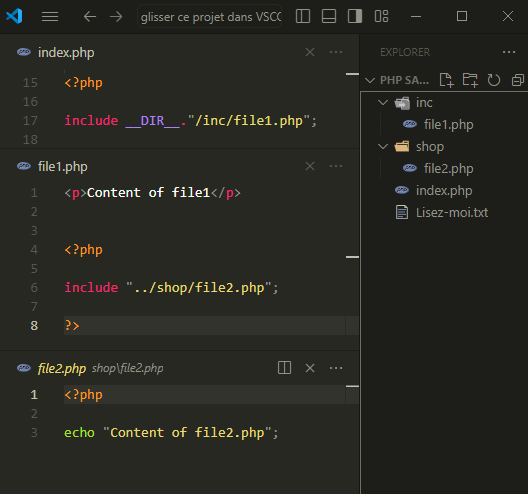 glisser ce projet dans VSCC
index.php
15 <?php
16
17 include __DIR__."/inc/file1.php";
18
file1.php
1 <p>Content of file1</p>
2
3
4 <?php
5
6 include "../shop/file2.php";
7
8 ?>
file2.php shop\file2.php
1 <?php
2
3 echo "Content of file2.php";
EXPLORER
PHP SA...
inc
file1.php
shop
file2.php
index.php
Lisez-moi.txt